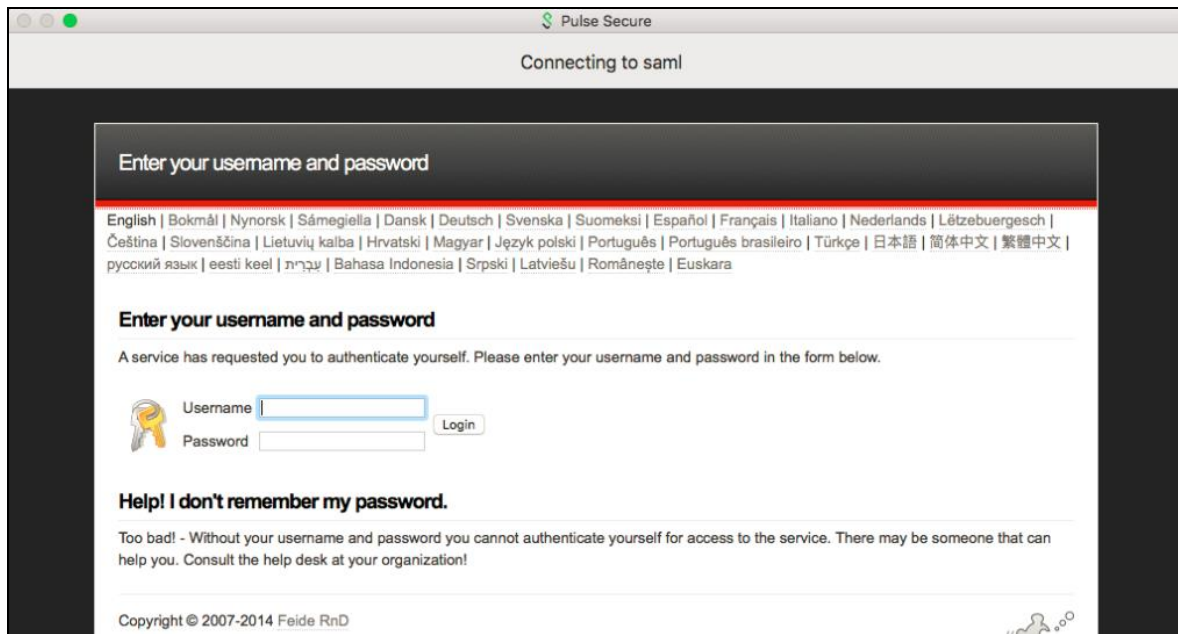 Pulse Secure
Connecting to saml
Enter your username and password
English | Bokmål | Nynorsk | Sámegiella | Dansk | Deutsch | Svenska | Suomeksi | Español | Français | Italiano | Nederlands | Lëtzebuergesch |
Čeština | Slovenščina | Lietuvių kalba | Hrvatski | Magyar | Język polski | Português | Português brasileiro | Türkçe | 日本語 | 简体中文 | 繁體中文 |
русский язык | eesti keel | עִבְרִית | Bahasa Indonesia | Srpski | Latviešu | Românește | Euskara
Enter your username and password
A service has requested you to authenticate yourself. Please enter your username and password in the form below.
Username
Login
Password
Help! I don't remember my password.
Too bad! - Without your username and password you cannot authenticate yourself for access to the service. There may be someone that can
help you. Consult the help desk at your organization!
Copyright © 2007-2014 Feide RnD